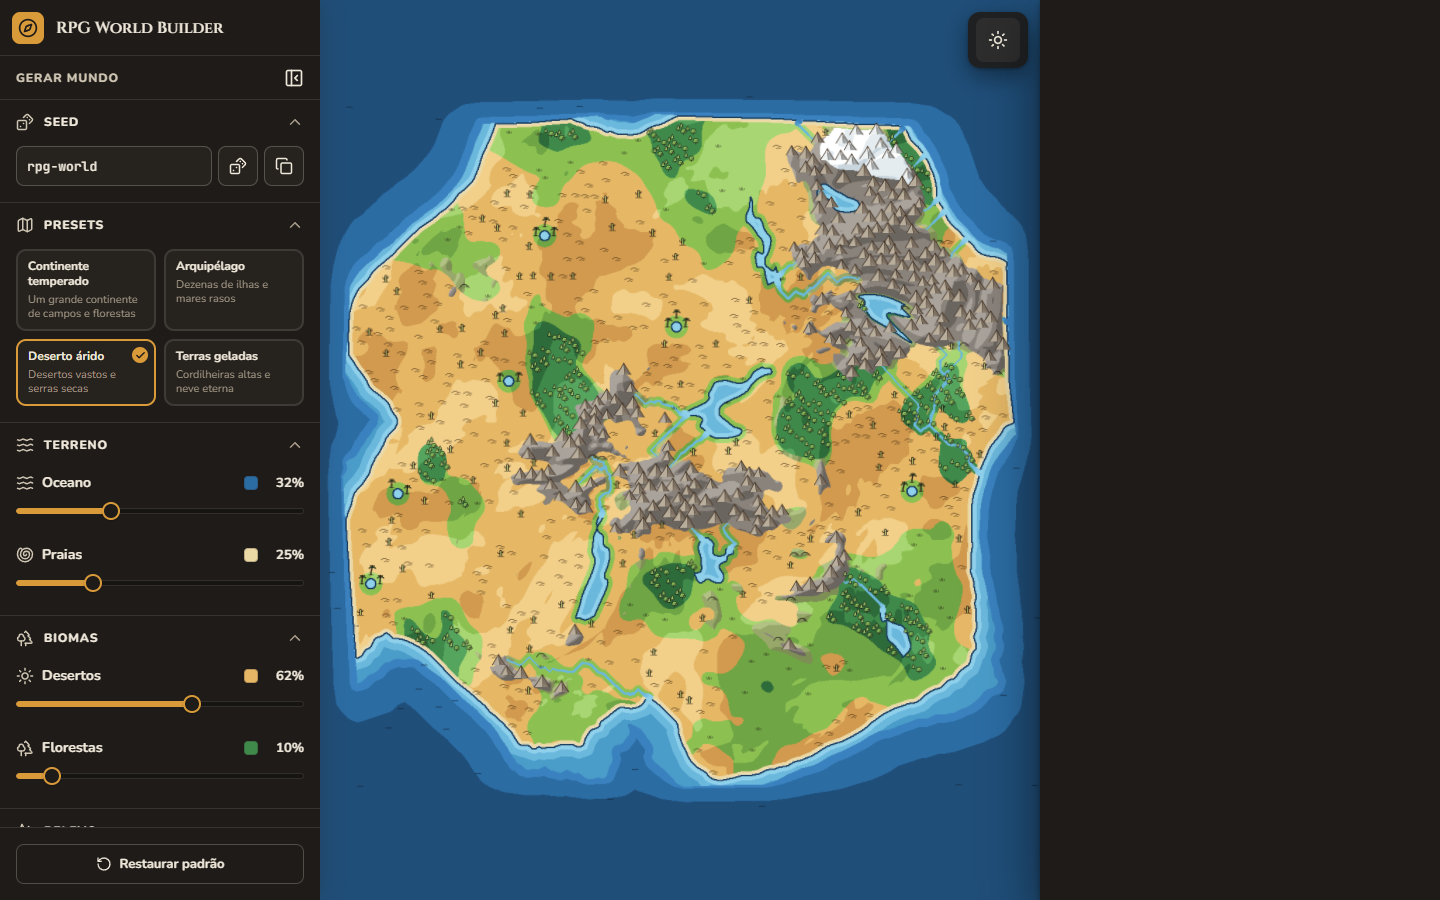 RPG World Builder
GERAR MUNDO
SEED
rpg-world
PRESETS
Continente
temperado
Um grande continente
de campos e florestas
Arquipélago
Dezenas de ilhas e
mares rasos
Deserto árido
Desertos vastos e
serras secas
Terras geladas
Cordilheiras altas e
neve eterna
TERRENO
Oceano 32%
Praias 25%
BIOMAS
Desertos 62%
Florestas 10%
Restaurar padrão